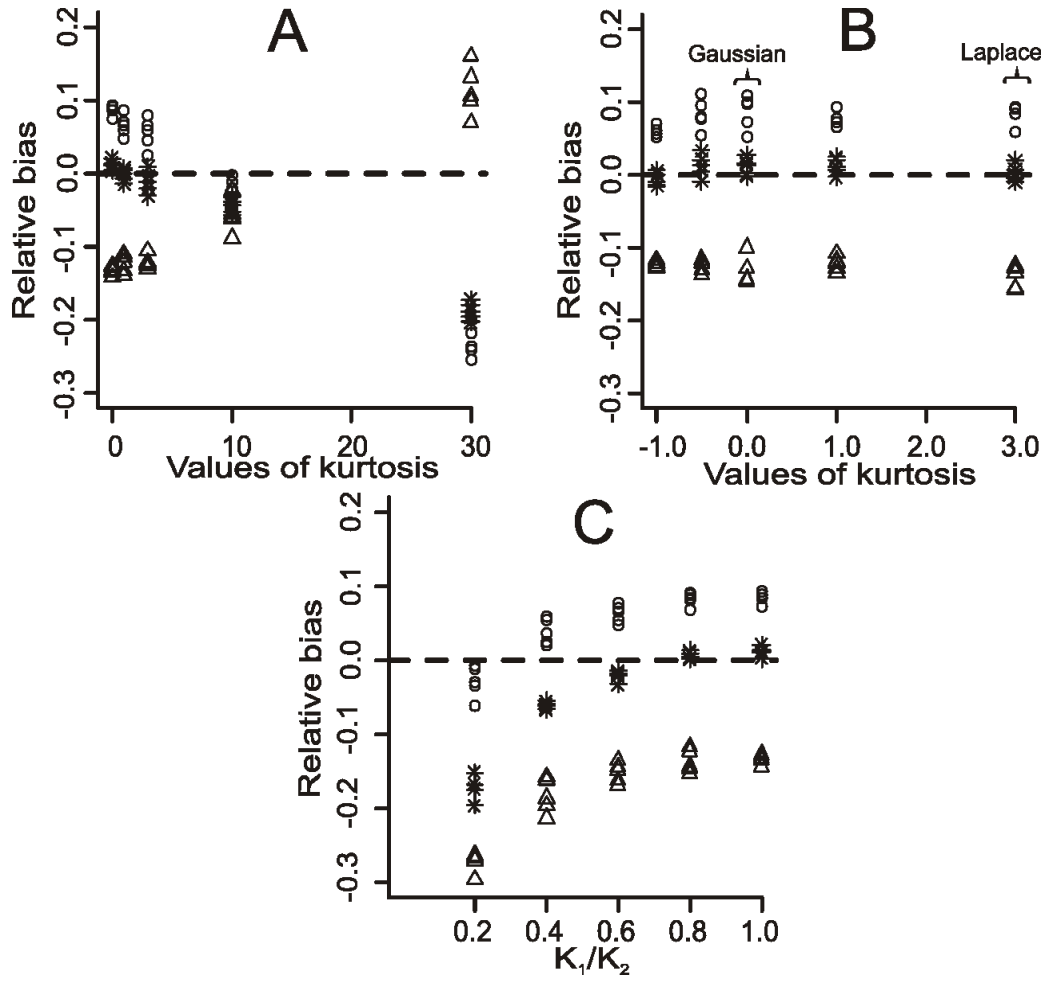 A
0.2
0.1
0.0
-0.1
-0.2
-0.3
Relative bias
0 10 20 30
Values of kurtosis
B
Gaussian
Laplace
0.2
0.1
0.0
-0.1
-0.2
-0.3
Relative bias
-1.0 0.0 1.0 2.0 3.0
Values of kurtosis
C
0.2
0.1
0.0
-0.1
-0.2
-0.3
Relative bias
0.2 0.4 0.6 0.8 1.0
K₁/K₂